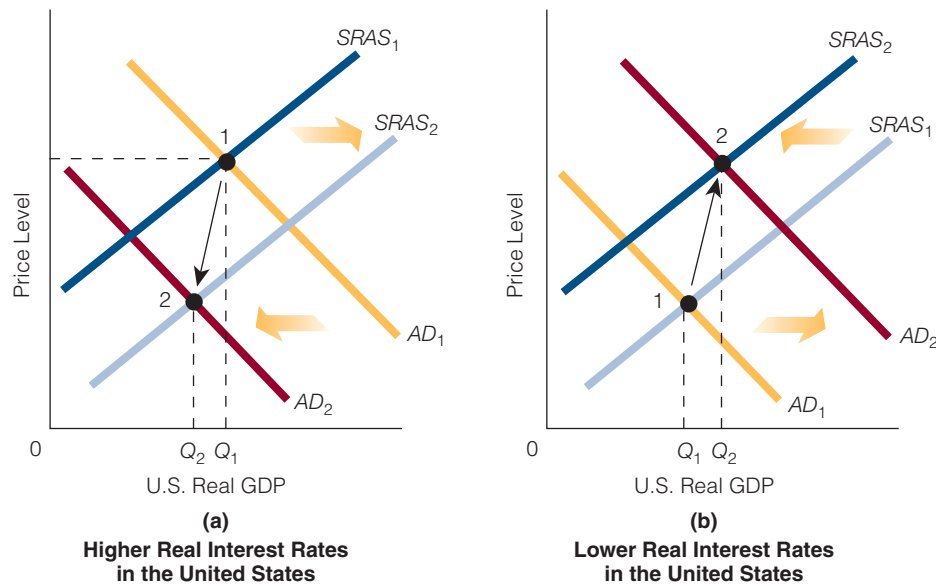 SRAS₁
SRAS₂
1
2
AD₁
AD₂
Price Level
0
Q₂ Q₁
U.S. Real GDP
(a)
Higher Real Interest Rates
in the United States
SRAS₂
SRAS₁
2
1
AD₂
AD₁
Price Level
0
Q₁ Q₂
U.S. Real GDP
(b)
Lower Real Interest Rates
in the United States